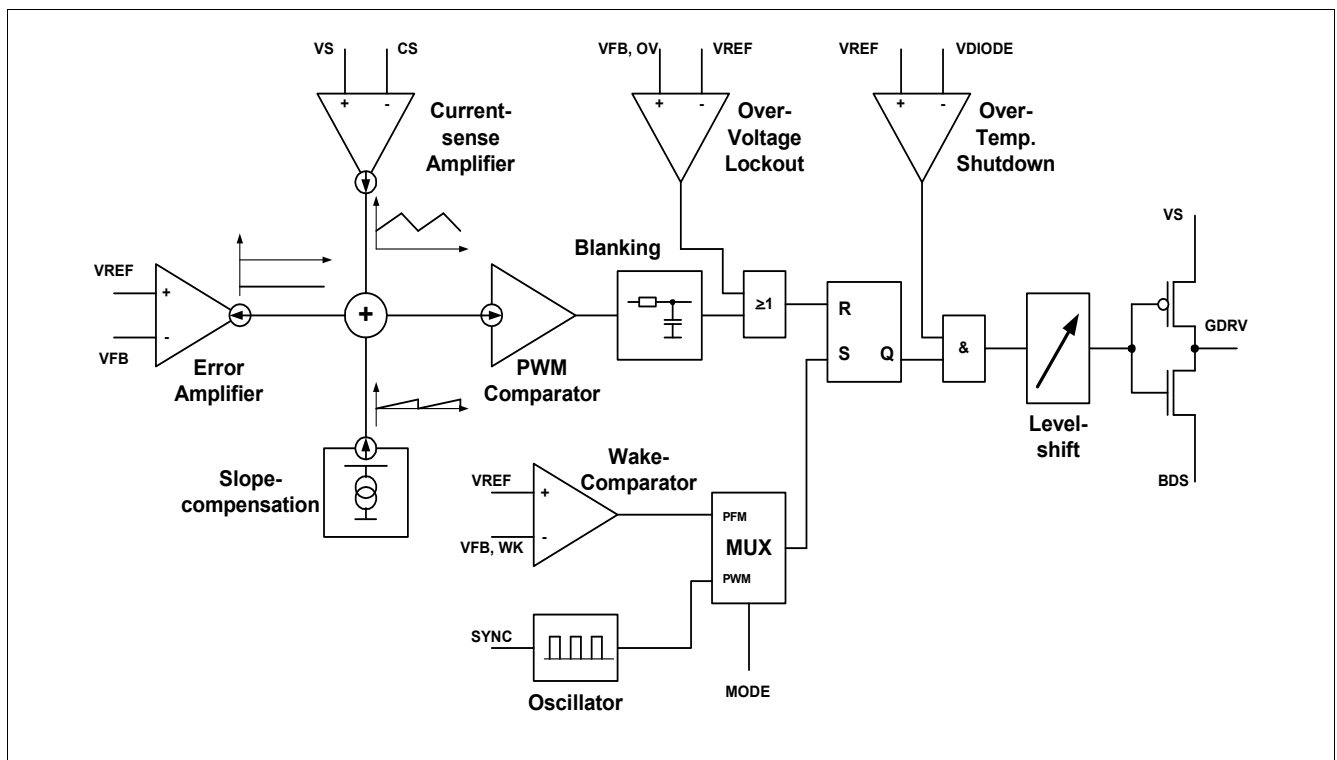 VS
CS
+
-
Current-
sense
Amplifier
VFB, OV
VREF
+
-
Over-
Voltage
Lockout
VREF
VDIODE
+
-
Over-
Temp.
Shutdown
VREF
+
-
VFB
Error
Amplifier
+
PWM
Comparator
Blanking
≥1
R
S
Q
&
Level-
shift
VS
GDRV
BDS
Slope-
compensation
VREF
+
-
VFB, WK
Wake-
Comparator
PFM
MUX
PWM
MODE
SYNC
Oscillator